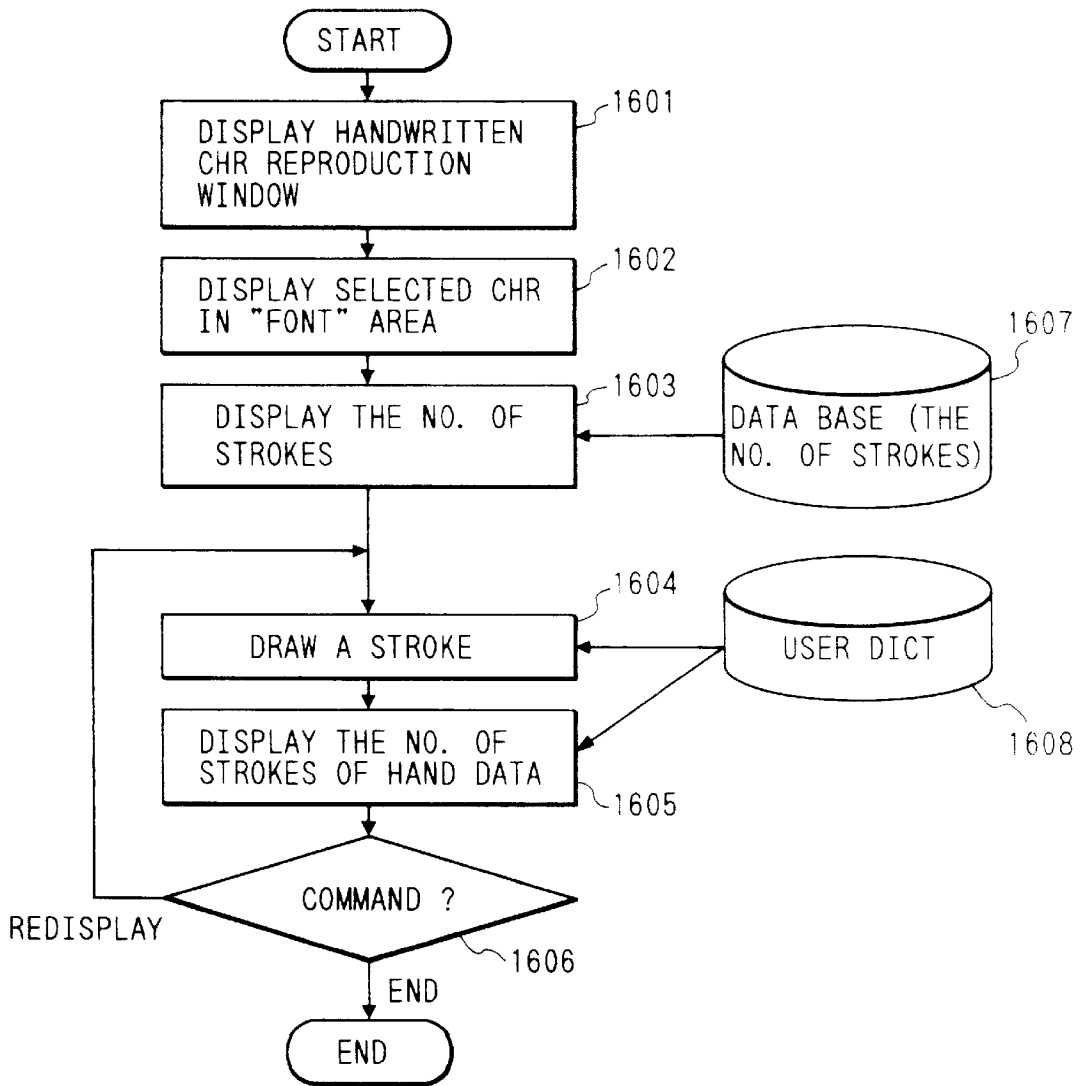 START
1601
DISPLAY HANDWRITTEN
CHR REPRODUCTION
WINDOW
1602
DISPLAY SELECTED CHR
IN "FONT" AREA
1603
DISPLAY THE NO. OF
STROKES
1607
DATA BASE (THE
NO. OF STROKES)
1604
DRAW A STROKE
USER DICT
1608
DISPLAY THE NO. OF
STROKES OF HAND DATA
1605
COMMAND ?
REDISPLAY
1606
END
END